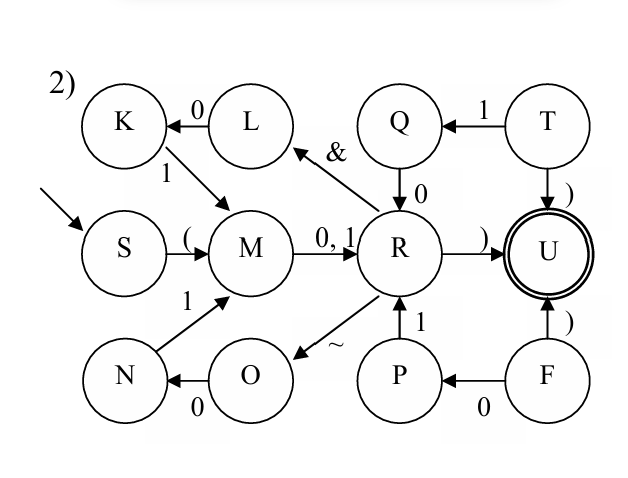 2)
K 0 L Q 1 T
1 & 0 )
S ( M 0, 1 R ) U
1 ~ 1 )
N 0 O P 0 F